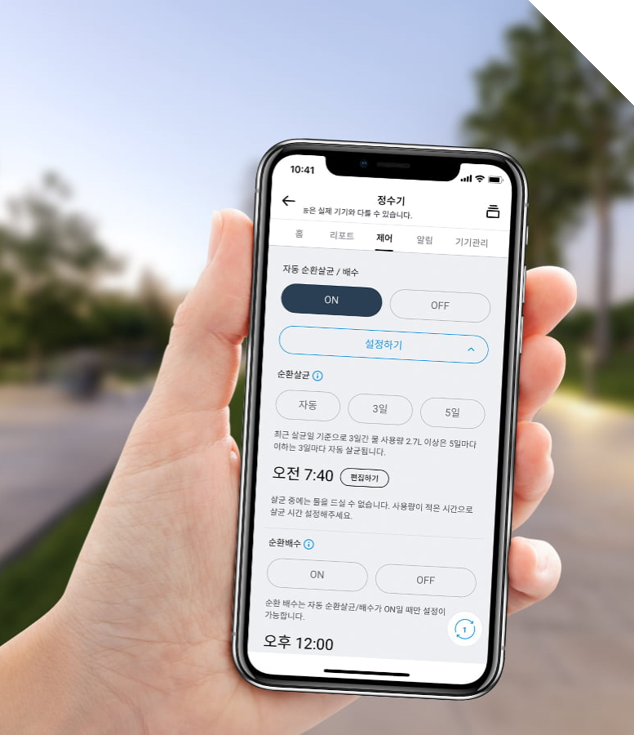 10:41
정수기
능은 실제 기기와 다를 수 있습니다.
홈 리포트 제어 알림 기기관리
자동 순환살균 / 배수
ON OFF
설정하기
순환살균
자동 3일 5일
최근 살균일 기준으로 3일간 물 사용량 2.7L 이상은 5일마다
이하는 3일마다 자동 살균됩니다.
오전 7:40 편집하기
살균 중에는 물을 드실 수 없습니다. 사용량이 적은 시간으로
살균 시간 설정해주세요.
순환배수
ON OFF
순환 배수는 자동 순환살균/배수가 ON일 때만 설정이
가능합니다.
1
오후 12:00